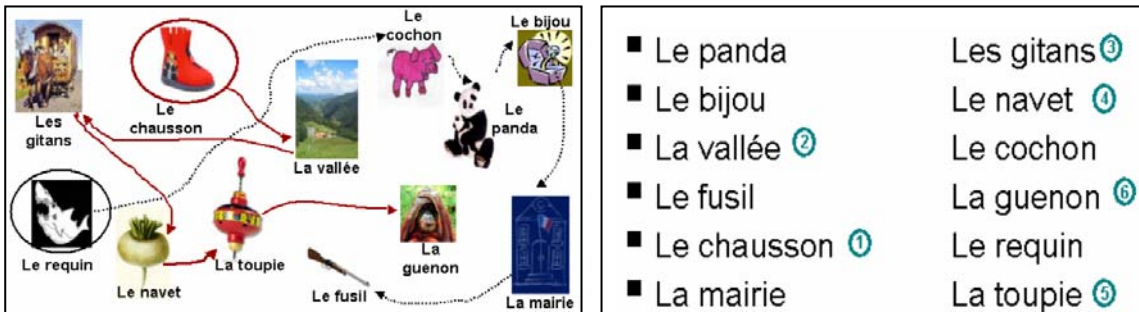 Le
cochon
Le bijou
Les
gitans
Le
chausson
La vallée
Le
panda
Le requin
Le navet
La toupie
Le fusil
La
guenon
La mairie
▪ Le panda Les gitans ③
▪ Le bijou Le navet ④
▪ La vallée ② Le cochon
▪ Le fusil La guenon ⑥
▪ Le chausson ① Le requin
▪ La mairie La toupie ⑤